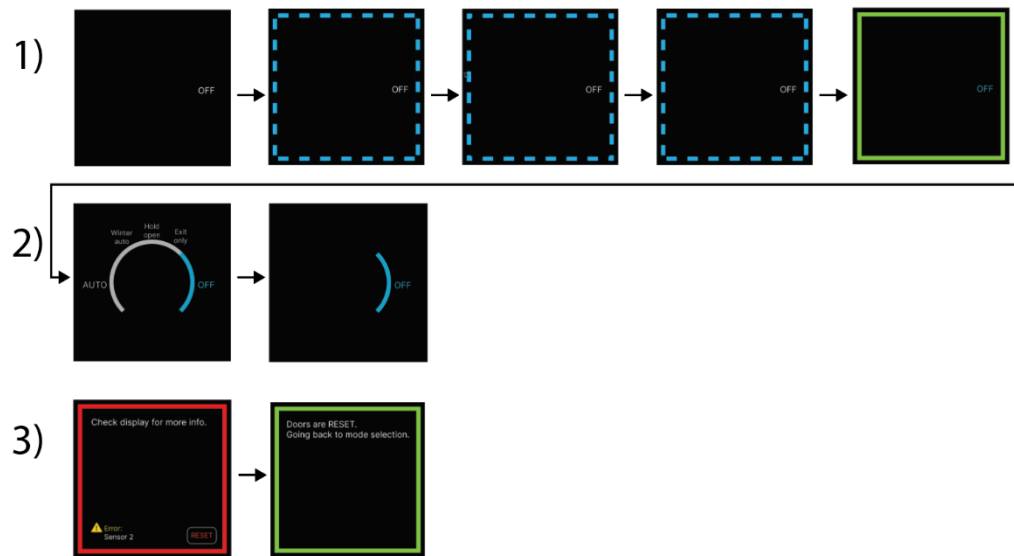 1)
OFF
OFF
OFF
OFF
OFF
2)
Winter
auto
Hold
open
Exit
only
AUTO
OFF
OFF
3)
Check display for more info.
Error:
Sensor 2
RESET
Doors are RESET.
Going back to mode selection.